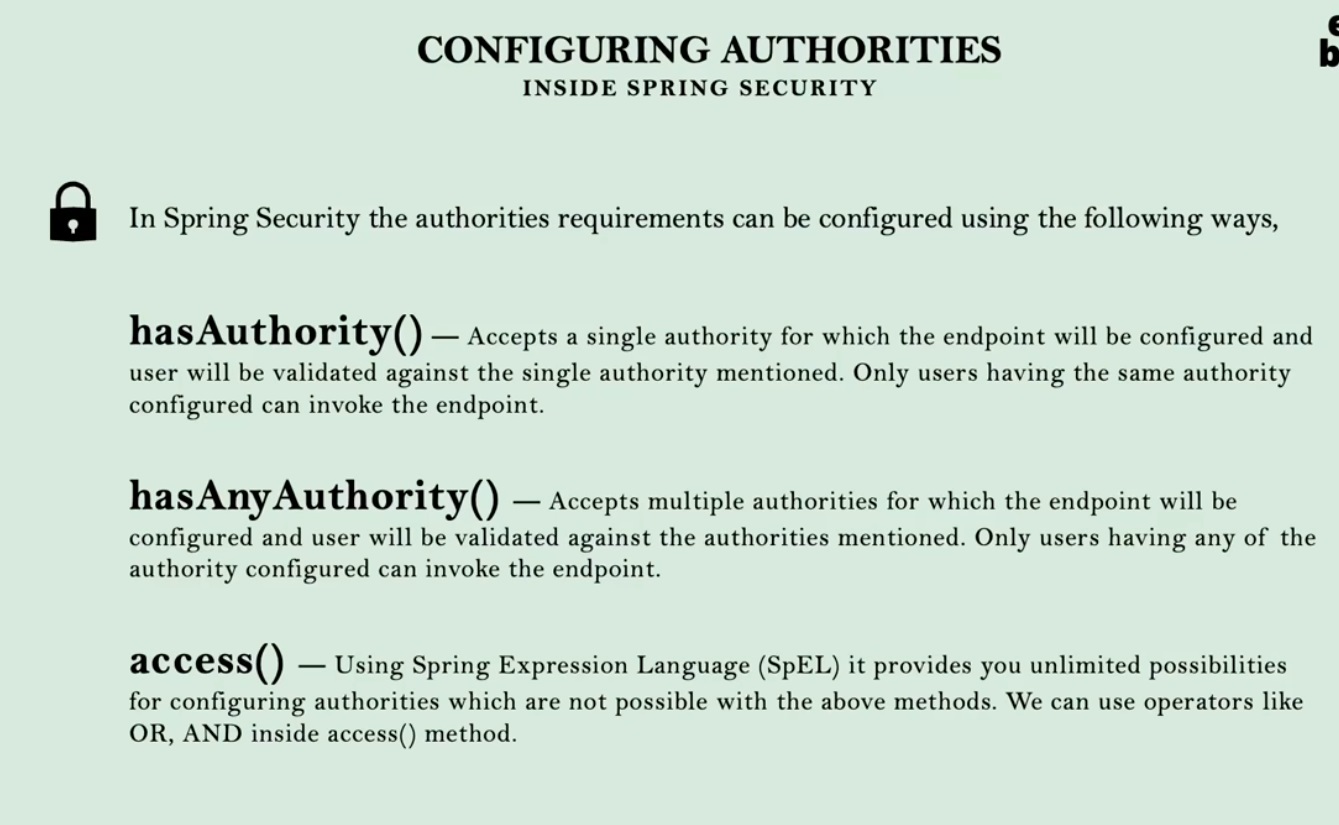 CONFIGURING AUTHORITIES
INSIDE SPRING SECURITY
In Spring Security the authorities requirements can be configured using the following ways,
hasAuthority() — Accepts a single authority for which the endpoint will be configured and
user will be validated against the single authority mentioned. Only users having the same authority
configured can invoke the endpoint.
hasAnyAuthority() — Accepts multiple authorities for which the endpoint will be
configured and user will be validated against the authorities mentioned. Only users having any of the
authority configured can invoke the endpoint.
access() — Using Spring Expression Language (SpEL) it provides you unlimited possibilities
for configuring authorities which are not possible with the above methods. We can use operators like
OR, AND inside access() method.